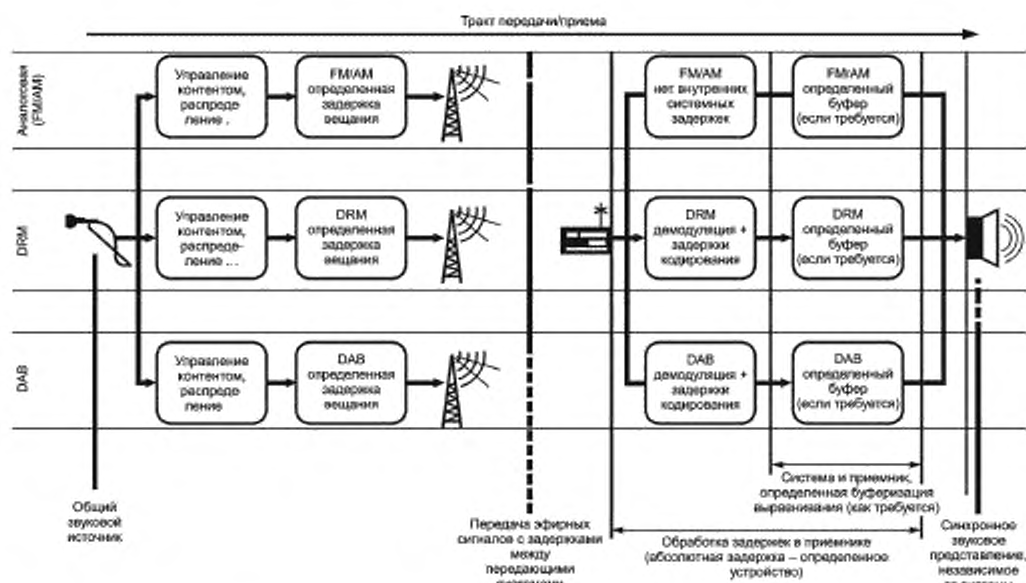 Тракт передачи/приема
Аналоговая
(FM/AM)
Управление
контентом,
распреде-
ление .
FM/AM
определенная
задержка
вещания
FM/AM
нет внутренних
системных
задержек
FM/AM
определенный
буфер
(если требуется)
DRM
Управление
контентом,
распреде-
ление ...
DRM
определенная
задержка
вещания
DRM
демодуляция +
задержки
кодирования
DRM
определенный
буфер
(если требуется)
DAB
Управление
контентом,
распреде-
ление
DAB
определенная
задержка
вещания
DAB
демодуляция +
задержки
кодирования
DAB
определенный
буфер
(если требуется)
Общий
звуковой
источник
Передача эфирных
сигналов с задержками
между
передающими
Система и приемник,
определенная буферизация
выравнивания (как требуется)
Обработка задержек в приемнике
(абсолютная задержка – определенное
устройство)
Синхронное
звуковое
представление,
независимое